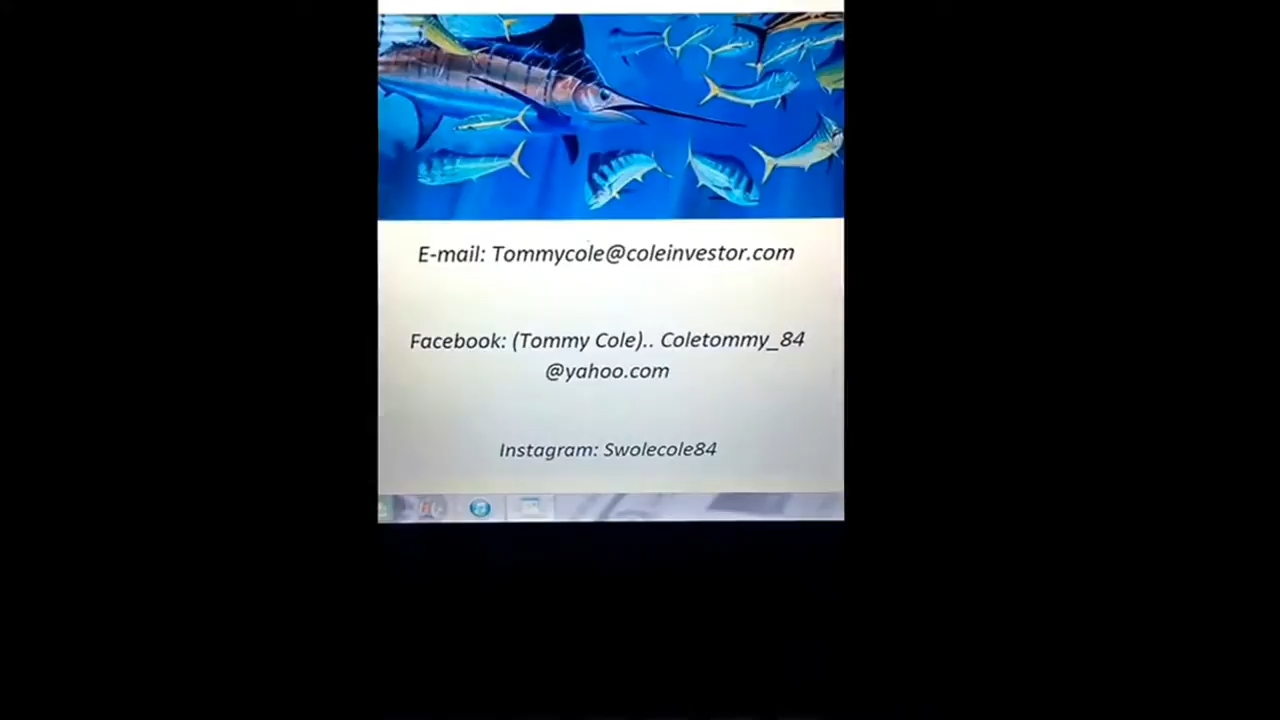 E-mail: Tommycole@coleinvestor.com
Facebook: (Tommy Cole).. Coletommy_84
@yahoo.com
Instagram: Swolecole84